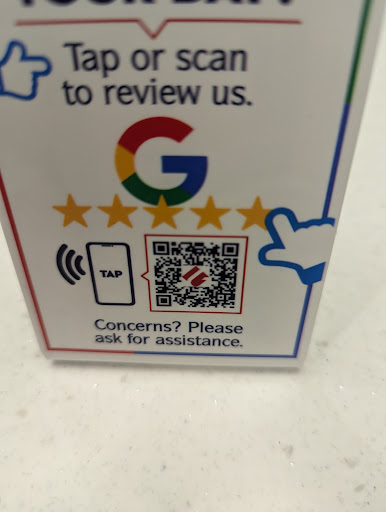 Tap or scan
to review us.
G
TAP
Concerns? Please
ask for assistance.